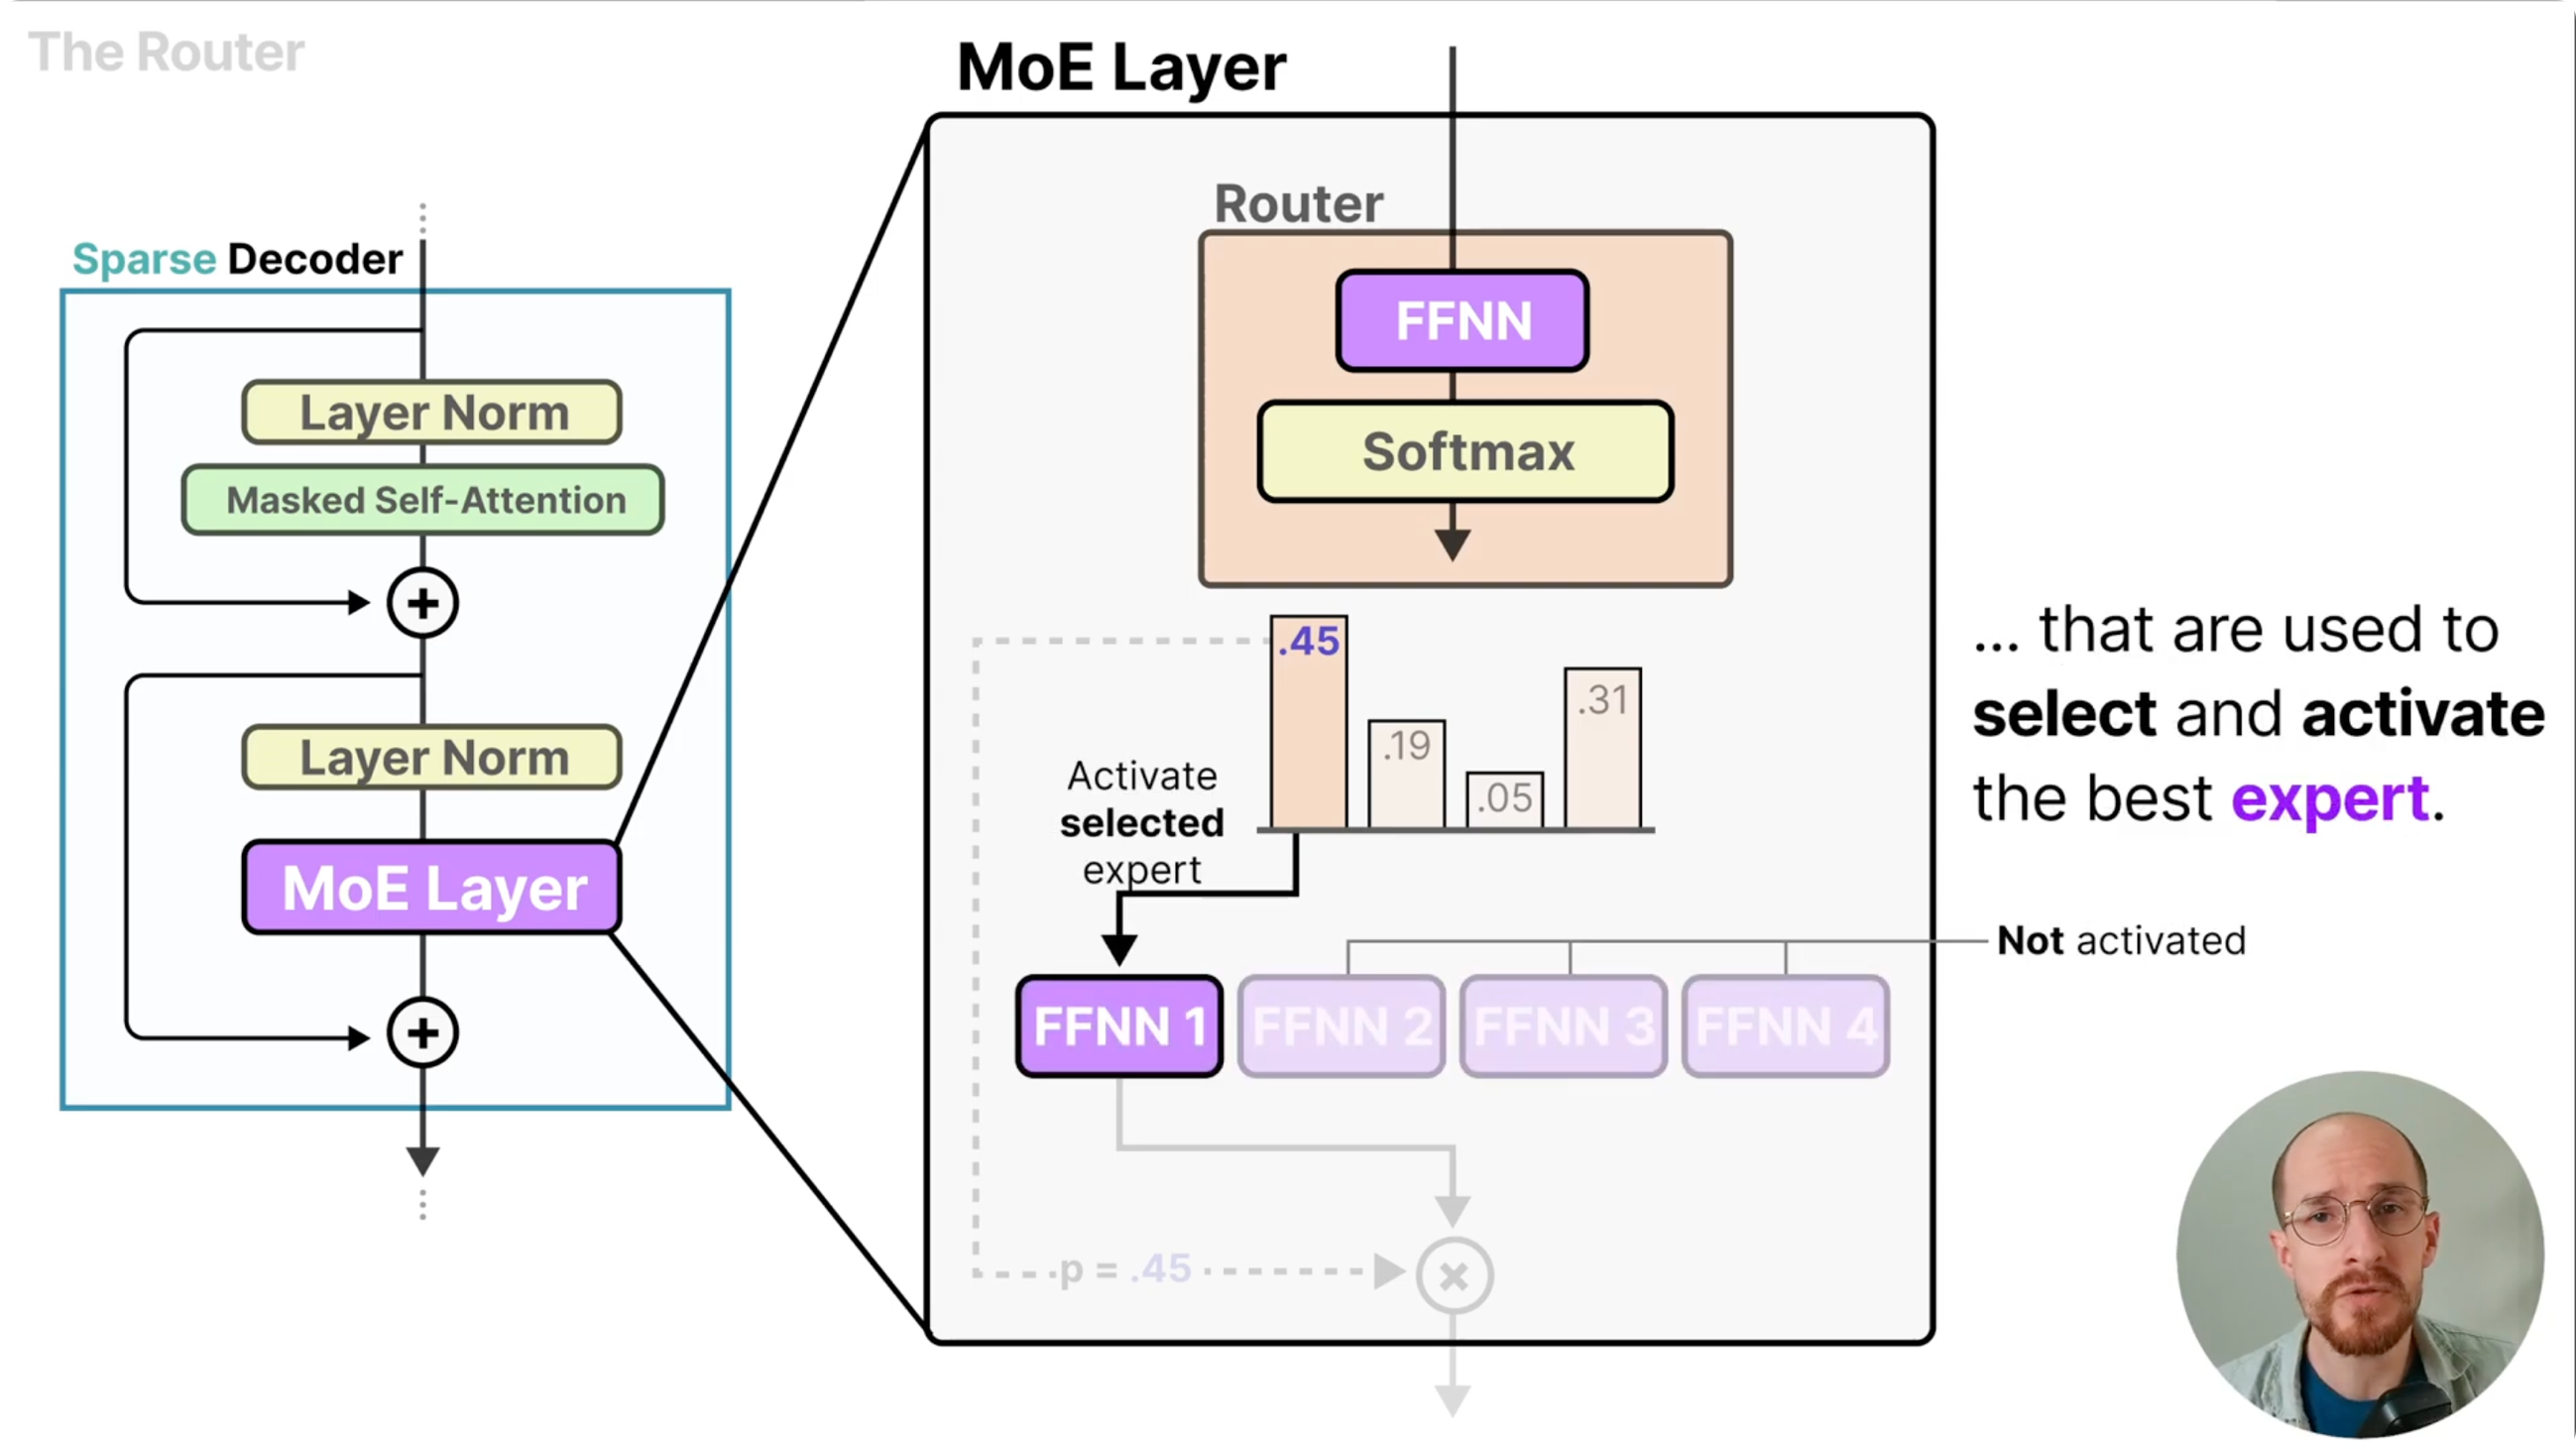 The Router
MoE Layer
Router
FFNN
Softmax
Sparse Decoder
Layer Norm
Masked Self-Attention
+
Layer Norm
MoE Layer
+
.45
.19
.05
.31
Activate
selected
expert
... that are used to
select and activate
the best expert.
Not activated
FFNN 1
FFNN 2
FFNN 3
FFNN 4
p = .45
×